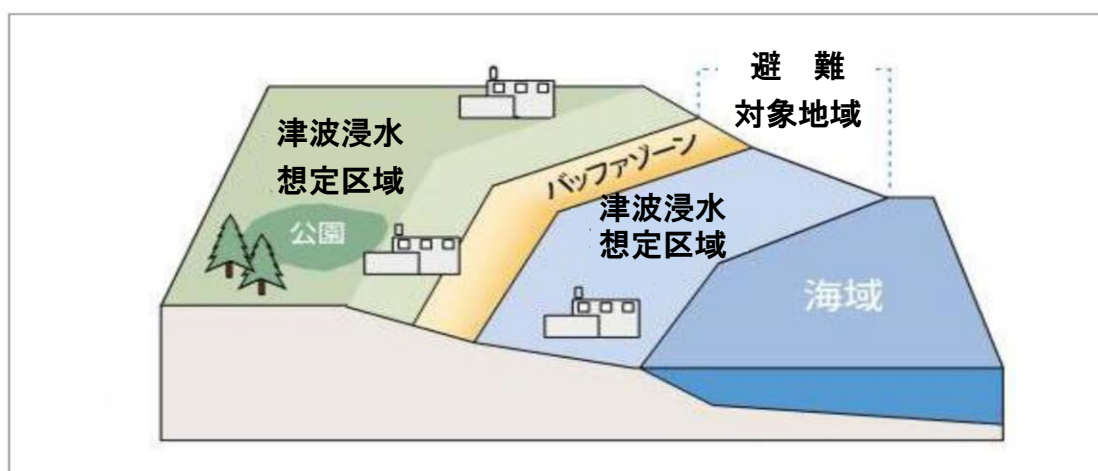 避　難
対象地域
津波浸水
想定区域
バッファゾーン
公園
津波浸水
想定区域
海域